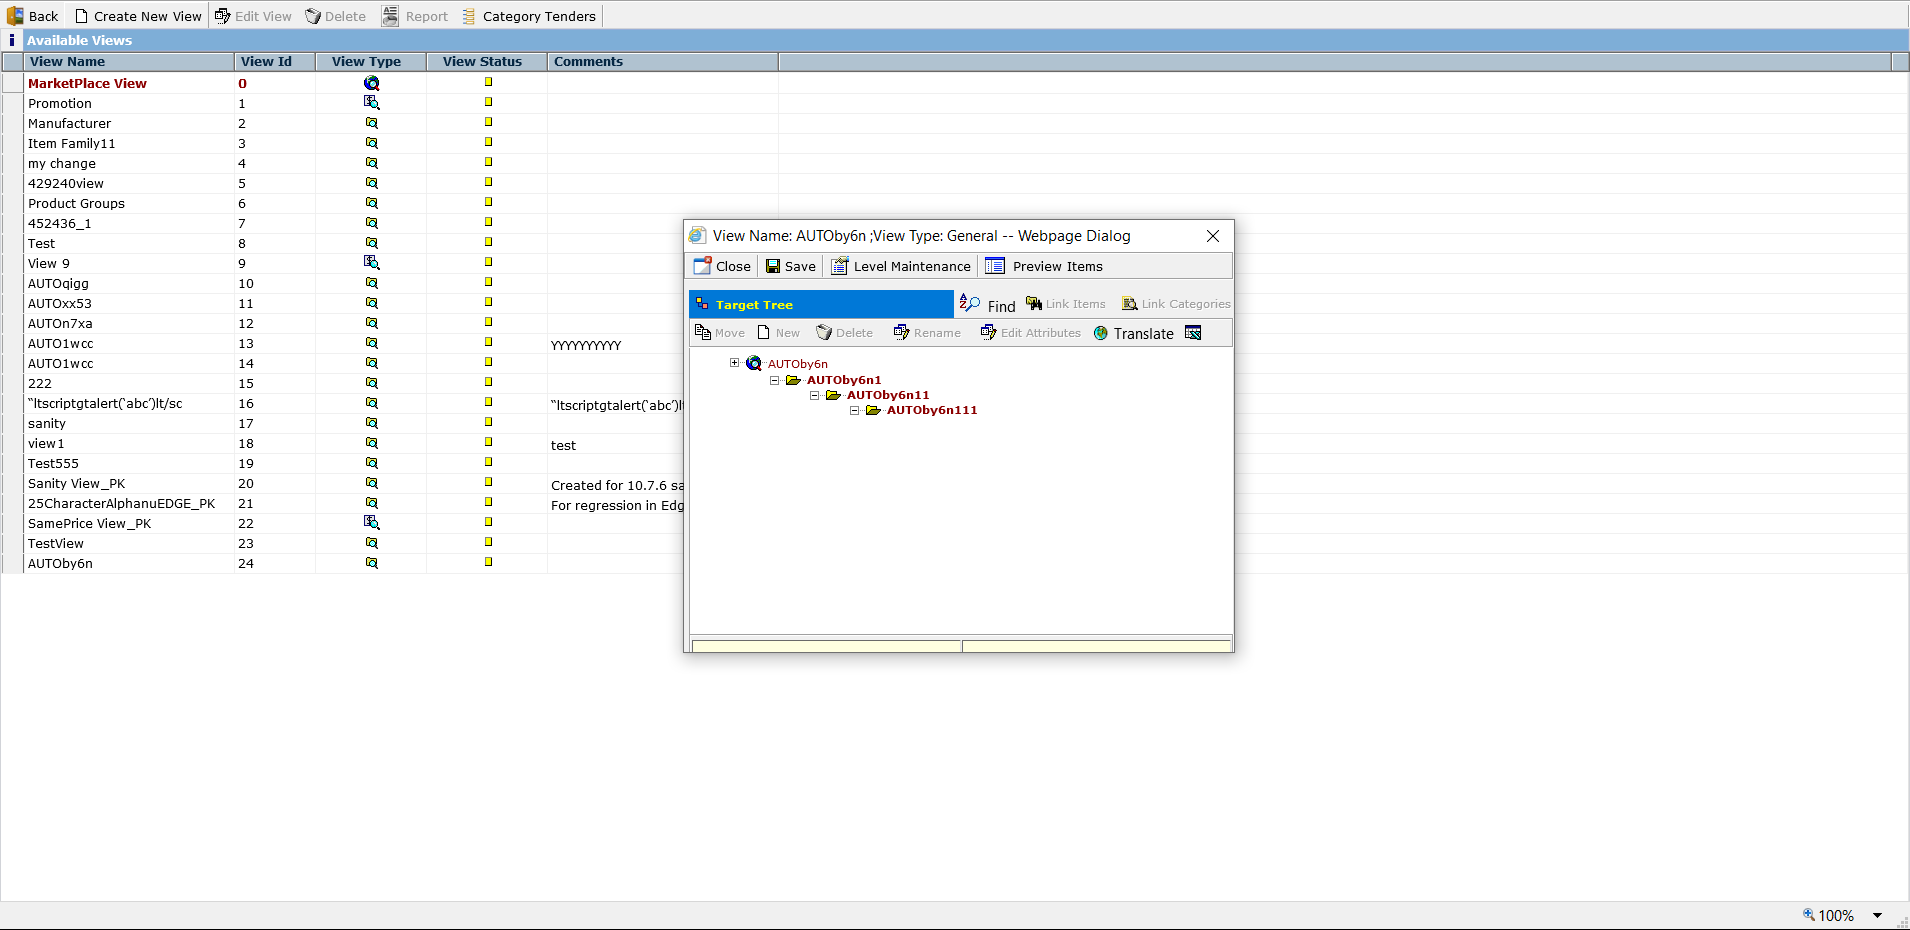 Back Create New View Edit View Delete Report Category Tenders
i Available Views
View Name View Id View Type View Status Comments
MarketPlace View 0
Promotion 1
Manufacturer 2
Item Family11 3
my change 4
429240view 5
Product Groups 6
452436_1 7
Test 8
View 9 9
AUTOqigg 10
AUTOxx53 11
AUTOn7xa 12
AUTO1wcc 13 YYYYYYYYYY
AUTO1wcc 14
222 15
“ltscriptgtalert(‘abc’)lt/sc 16 “ltscriptgtalert(‘abc’)lt
sanity 17
view1 18 test
Test555 19
Sanity View_PK 20 Created for 10.7.6 sa
25CharacterAlphanuEDGE_PK 21 For regression in Edg
SamePrice View_PK 22
TestView 23
AUTOby6n 24
View Name: AUTOby6n ;View Type: General -- Webpage Dialog
Close Save Level Maintenance Preview Items
Target Tree Find Link Items Link Categories
Move New Delete Rename Edit Attributes Translate
AUTOby6n
AUTOby6n1
AUTOby6n11
AUTOby6n111
100%